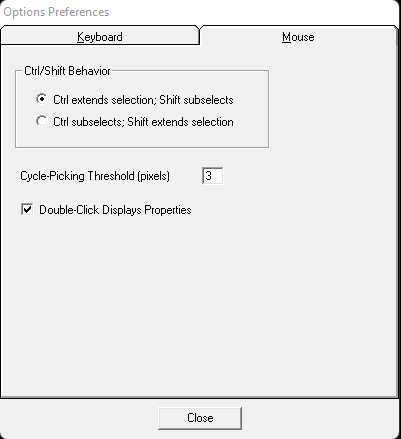 Options Preferences
Keyboard
Mouse
Ctrl/Shift Behavior
Ctrl extends selection; Shift subselects
Ctrl subselects; Shift extends selection
Cycle-Picking Threshold (pixels) 3
Double-Click Displays Properties
Close